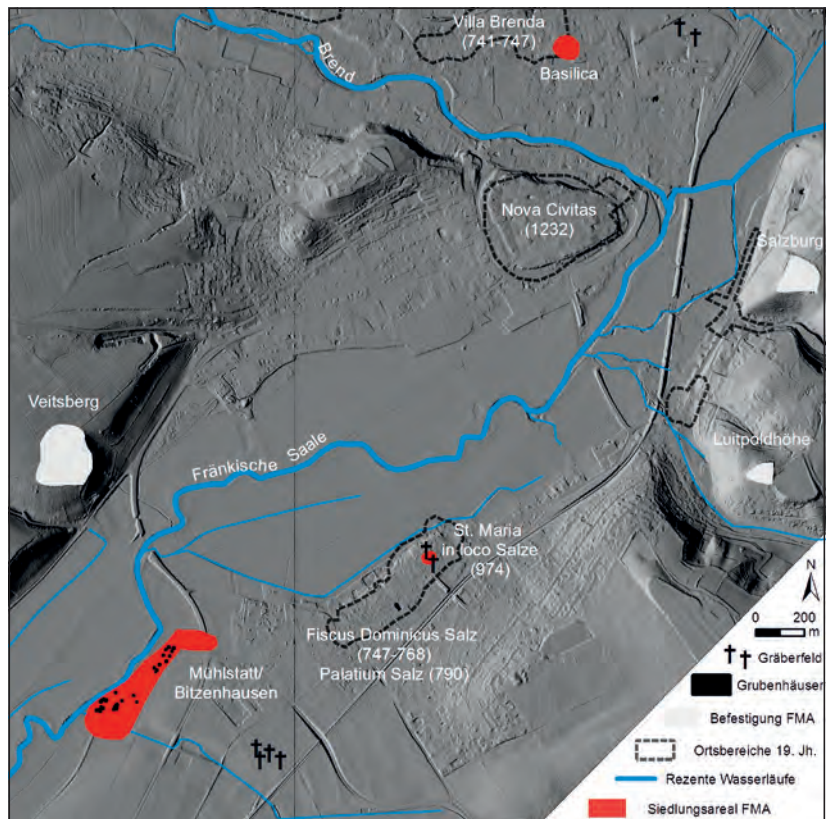 Villa Brenda
(741-747)
Basilica
Brend
Nova Civitas
(1232)
Salzburg
Veitsberg
Luitpoldhöhe
Fränkische Saale
St. Maria
in loco Salze
(974)
Fiscus Dominicus Salz
(747-768)
Palatium Salz (790)
Mühlstatt/
Bitzenhausen
N
0 200
m
Gräberfeld
Grubenhäuser
Befestigung FMA
Ortsbereiche 19. Jh.
Rezente Wasserläufe
Siedlungsareal FMA